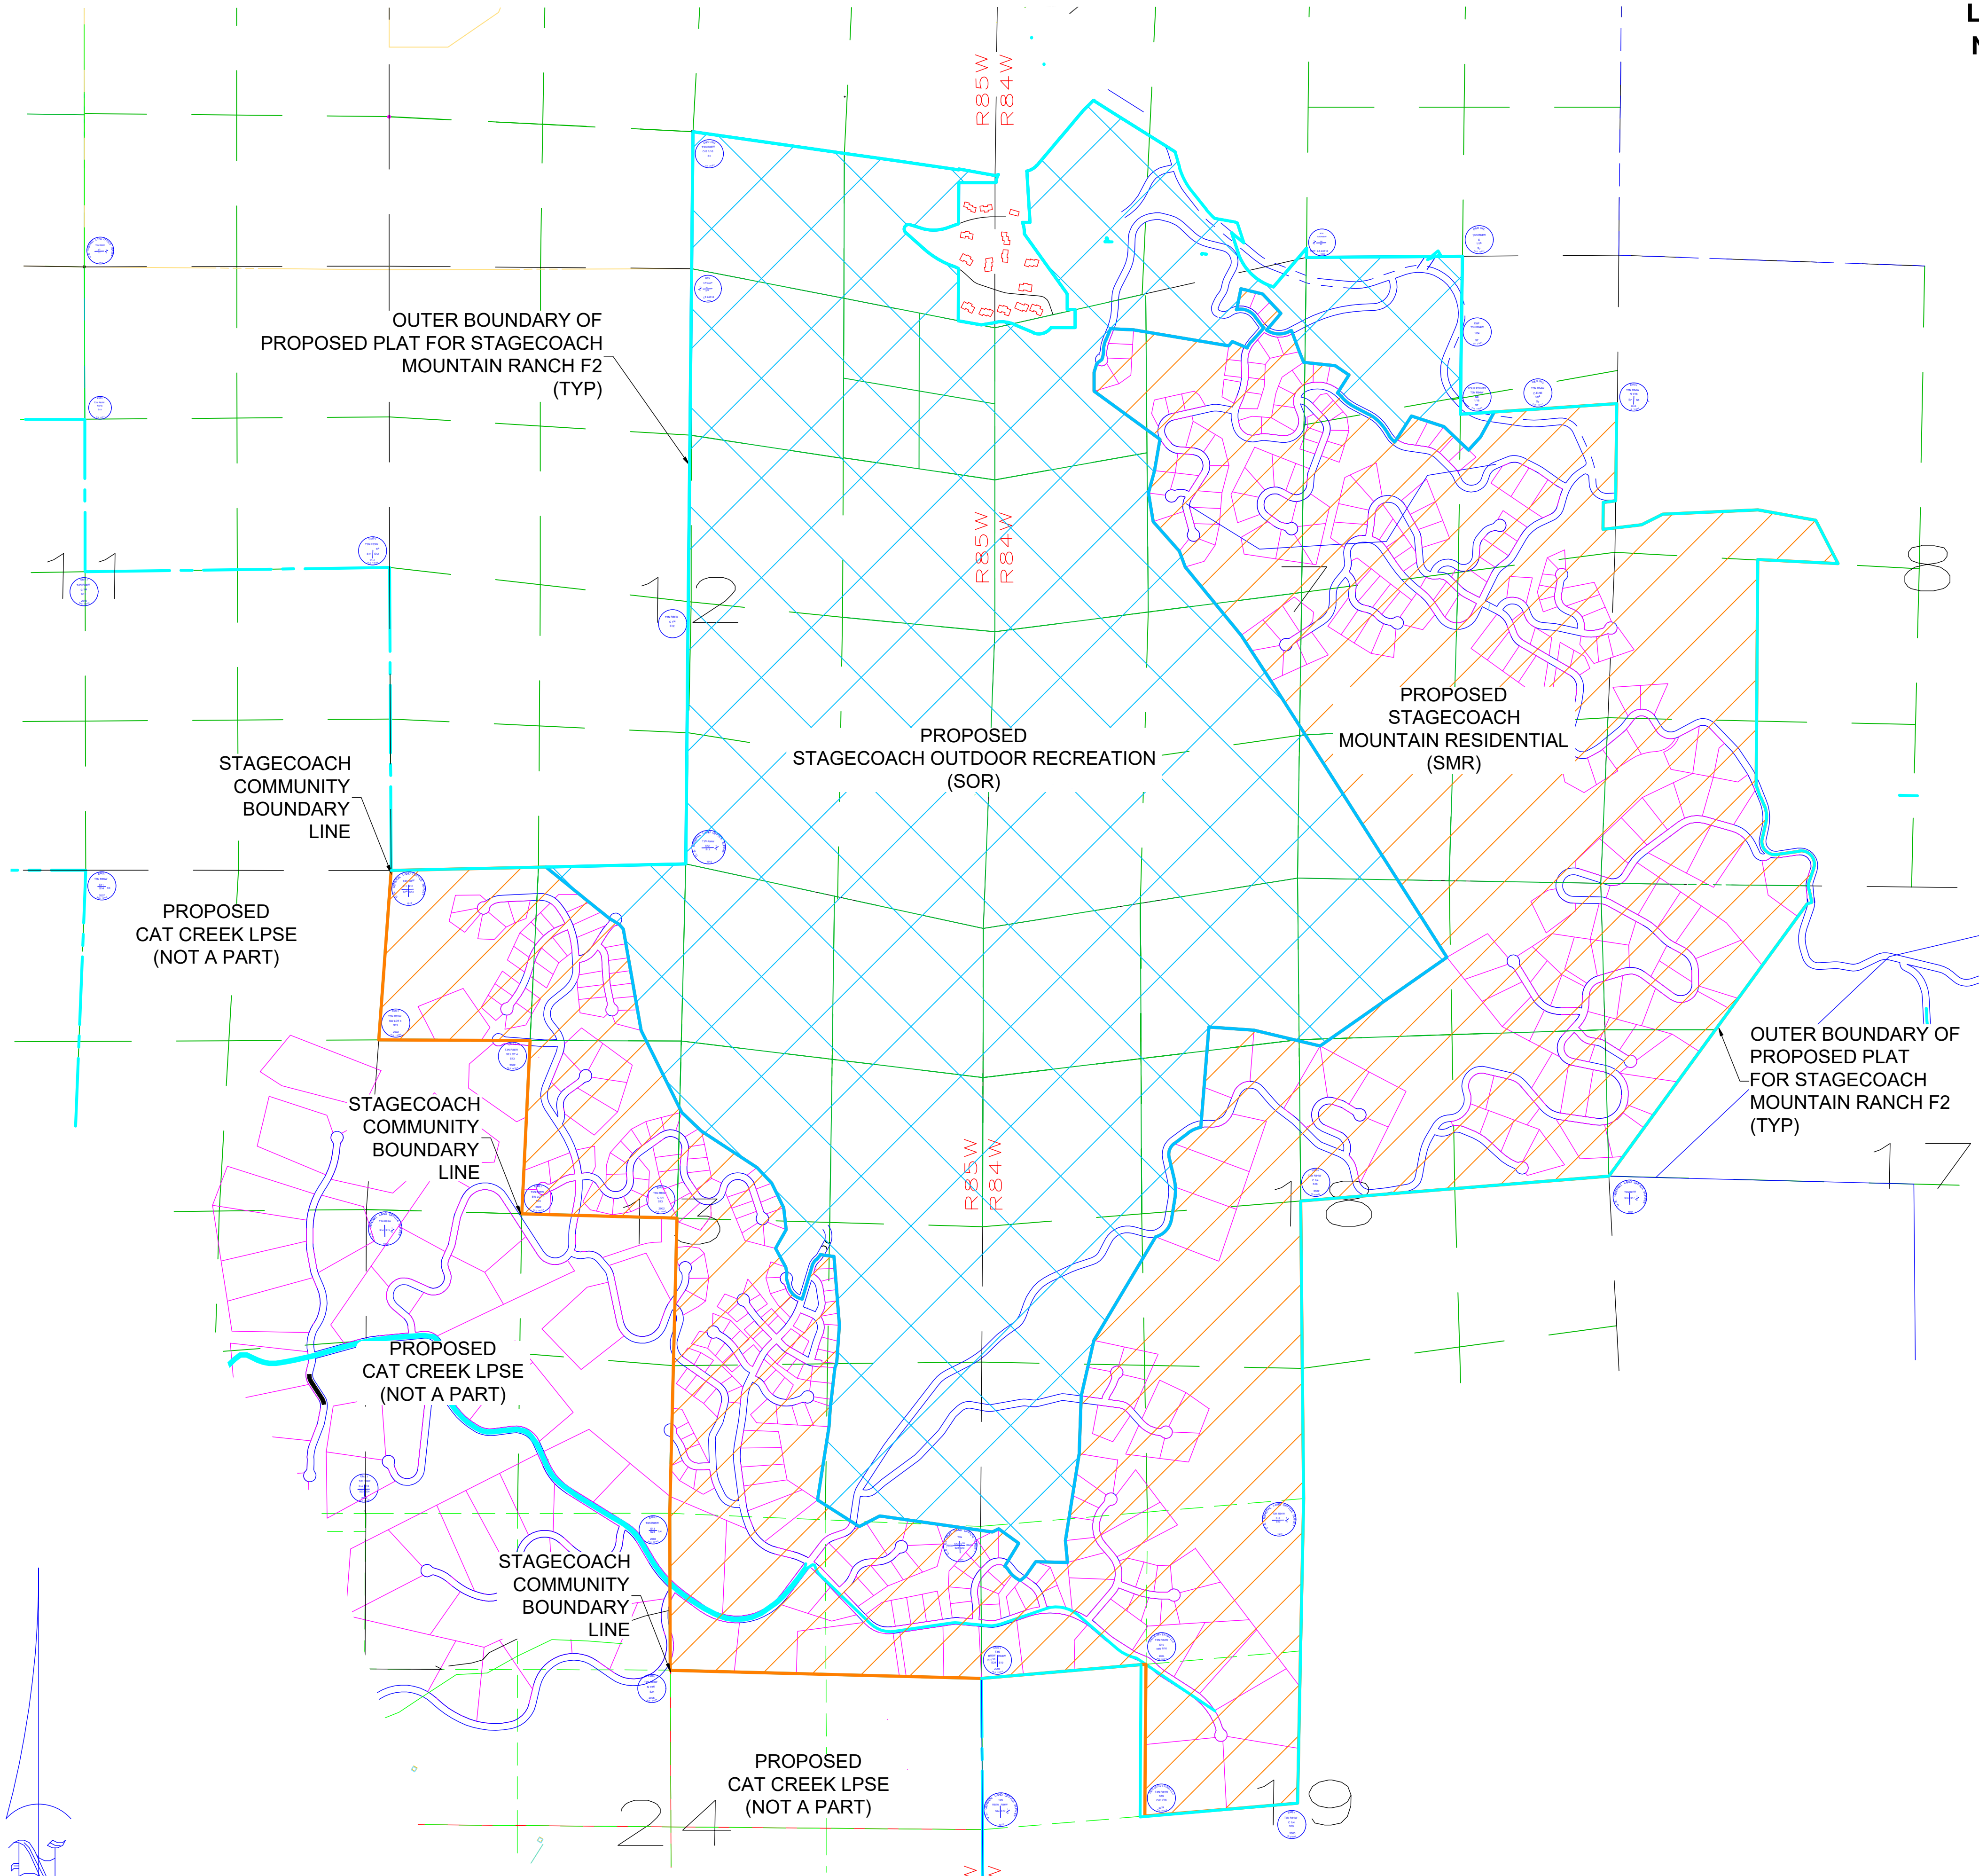 L
N
R85W
R84W
OUTER BOUNDARY OF
PROPOSED PLAT FOR STAGECOACH
MOUNTAIN RANCH F2
(TYP)
R85W
R84W
11
12
7
8
PROPOSED
STAGECOACH
MOUNTAIN RESIDENTIAL
(SMR)
PROPOSED
STAGECOACH OUTDOOR RECREATION
(SOR)
STAGECOACH
COMMUNITY
BOUNDARY
LINE
PROPOSED
CAT CREEK LPSE
(NOT A PART)
OUTER BOUNDARY OF
PROPOSED PLAT
FOR STAGECOACH
MOUNTAIN RANCH F2
(TYP)
STAGECOACH
COMMUNITY
BOUNDARY
LINE
R85W
R84W
13
18
17
PROPOSED
CAT CREEK LPSE
(NOT A PART)
STAGECOACH
COMMUNITY
BOUNDARY
LINE
PROPOSED
CAT CREEK LPSE
(NOT A PART)
24
19
W
W
N